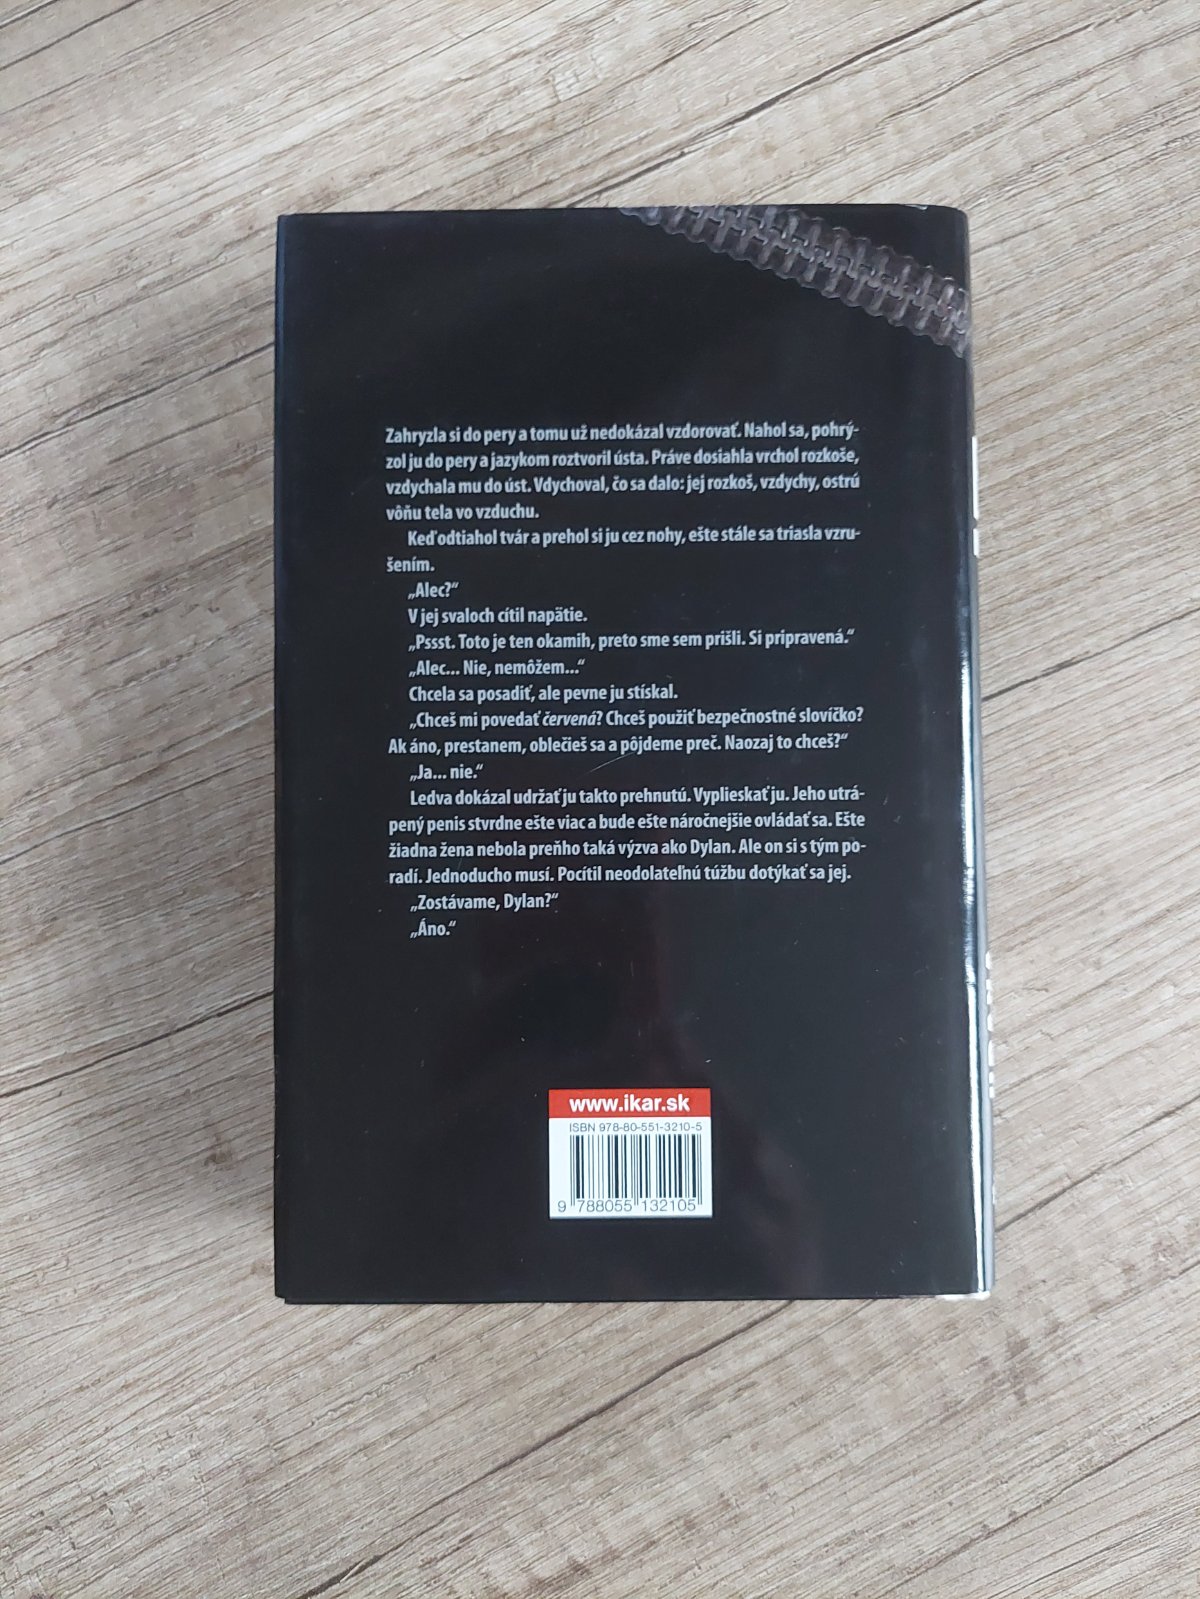 Zahryzla si do pery a tomu už nedokázal vzdorovať. Nahol sa, pohrý-
zol ju do pery a jazykom roztvoril ústa. Práve dosiahla vrchol rozkoše,
vzdychala mu do úst. Vdychoval, čo sa dalo: jej rozkoš, vzdychy, ostrú
vôňu tela vo vzduchu.
Keď odtiahol tvár a prehol si ju cez nohy, ešte stále sa triasla vzru-
šením.
„Alec?“
V jej svaloch cítil napätie.
„Pssst. Toto je ten okamih, preto sme sem prišli. Si pripravená.“
„Alec... Nie, nemôžem...“
Chcela sa posadiť, ale pevne ju stískal.
„Chceš mi povedať červená? Chceš použiť bezpečnostné slovíčko?
Ak áno, prestanem, oblečieš sa a pôjdeme preč. Naozaj to chceš?“
„Ja... nie.“
Ledva dokázal udržať ju takto prehnutú. Vyplieskať ju. Jeho utrá-
pený penis stvrdne ešte viac a bude ešte náročnejšie ovládať sa. Ešte
žiadna žena nebola preňho taká výzva ako Dylan. Ale on si s tým po-
radí. Jednoducho musí. Pocítil neodolateľnú túžbu dotýkať sa jej.
„Zostávame, Dylan?“
„Áno.“
www.ikar.sk
ISBN 978-80-551-3210-5
9 788055 132105